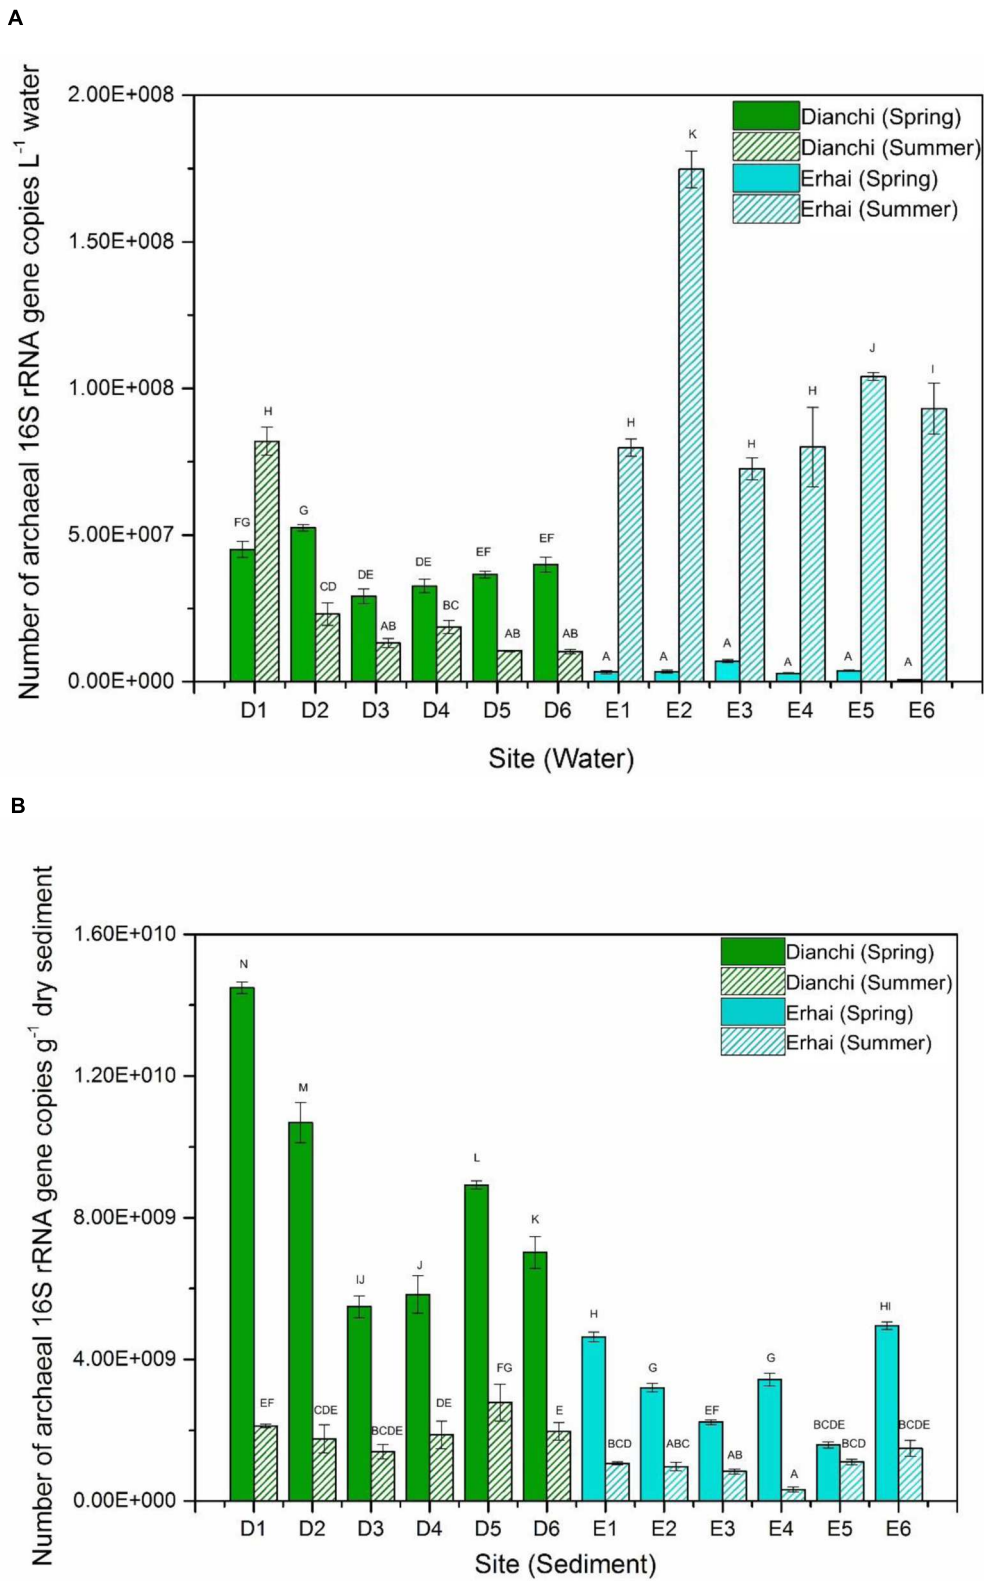 A
Number of archaeal 16S rRNA gene copies L-1 water
2.00E+008
1.50E+008
1.00E+008
5.00E+007
0.00E+000
Dianchi (Spring)
Dianchi (Summer)
Erhai (Spring)
Erhai (Summer)
FG
H
G
CD
DE
AB
DE
BC
EF
AB
EF
AB
A
H
A
K
A
H
A
H
A
J
A
I
D1 D2 D3 D4 D5 D6 E1 E2 E3 E4 E5 E6
Site (Water)
B
Number of archaeal 16S rRNA gene copies g-1 dry sediment
1.60E+010
1.20E+010
8.00E+009
4.00E+009
0.00E+000
Dianchi (Spring)
Dianchi (Summer)
Erhai (Spring)
Erhai (Summer)
N
EF
M
CDE
IJ
BCDE
J
DE
L
FG
K
E
H
BCD
G
ABC
EF
AB
G
A
BCDE
BCD
HI
BCDE
D1 D2 D3 D4 D5 D6 E1 E2 E3 E4 E5 E6
Site (Sediment)